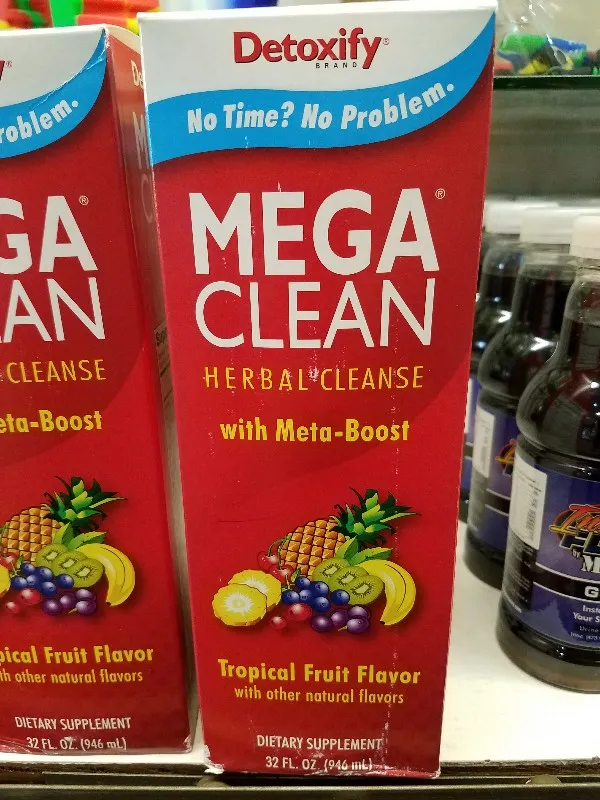 Detoxify®
BRAND
No Time? No Problem.
MEGA®
CLEAN
HERBAL CLEANSE
with Meta-Boost
Tropical Fruit Flavor
with other natural flavors
DIETARY SUPPLEMENT
32 FL. OZ. (946 mL)
roblem.
GA®
AN
CLEANSE
eta-Boost
pical Fruit Flavor
th other natural flavors
DIETARY SUPPLEMENT
32 FL. OZ. (946 mL)
M
G
Inst
Your S